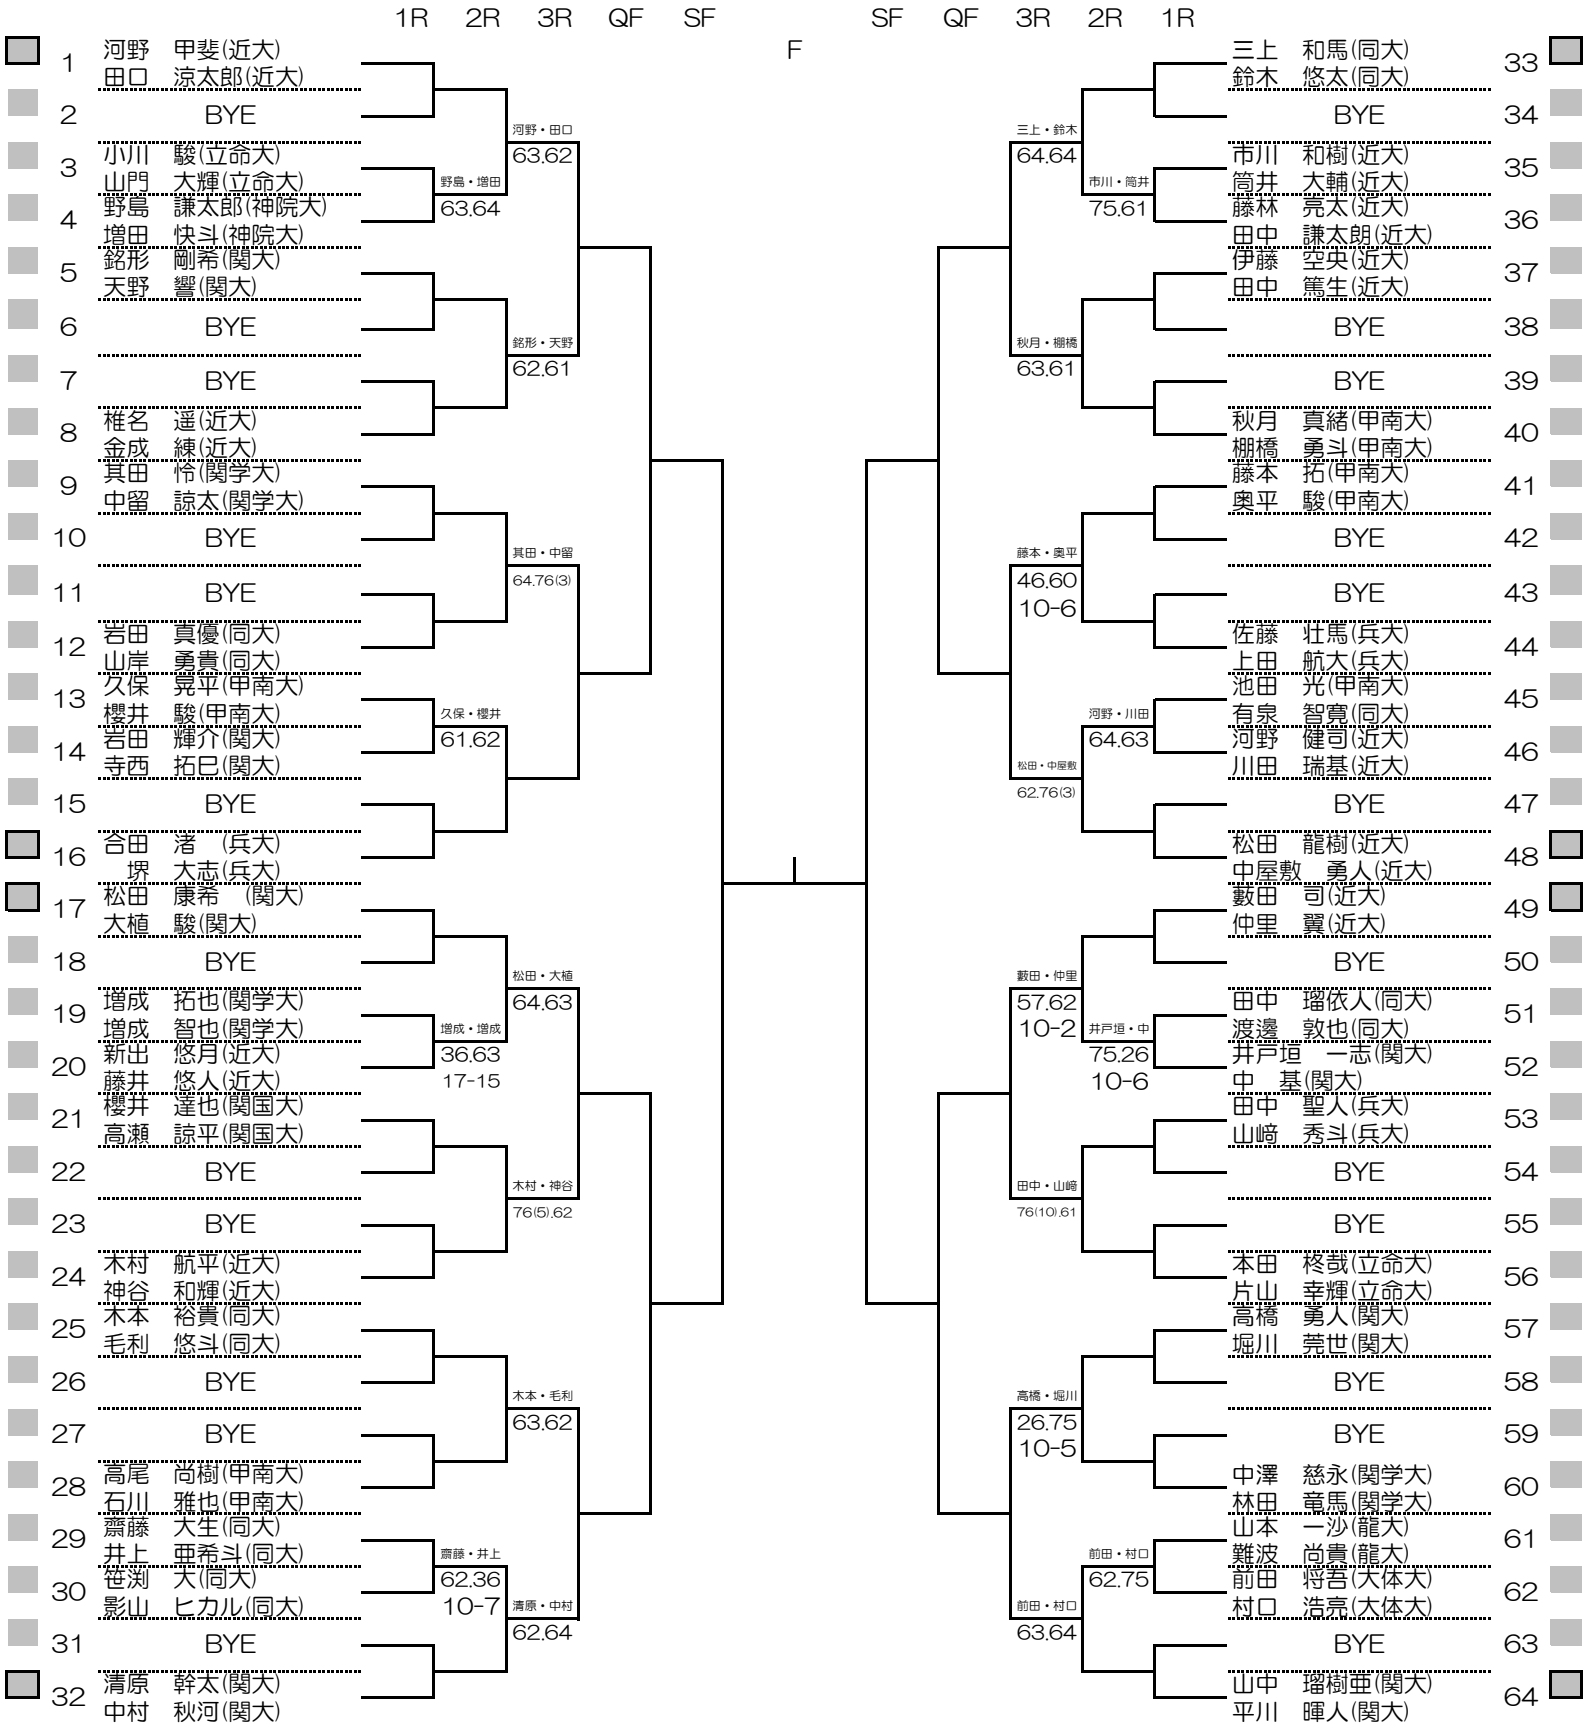 1R 2R 3R QF SF F SF QF 3R 2R 1R
1 河野 甲斐(近大)
田口 涼太郎(近大)
2 BYE
3 小川 駿(立命大)
山門 大輝(立命大)
4 野島 謙太郎(神院大)
増田 快斗(神院大)
5 銘形 剛希(関大)
天野 響(関大)
6 BYE
7 BYE
8 椎名 遥(近大)
金成 練(近大)
9 其田 怜(関学大)
中留 諒太(関学大)
10 BYE
11 BYE
12 岩田 真優(同大)
山岸 勇貴(同大)
13 久保 晃平(甲南大)
櫻井 駿(甲南大)
14 岩田 輝介(関大)
寺西 拓巳(関大)
15 BYE
16 合田 渚 (兵大)
堺 大志(兵大)
17 松田 康希 (関大)
大植 駿(関大)
18 BYE
19 増成 拓也(関学大)
増成 智也(関学大)
20 新出 悠月(近大)
藤井 悠人(近大)
21 櫻井 達也(関国大)
高瀬 諒平(関国大)
22 BYE
23 BYE
24 木村 航平(近大)
神谷 和輝(近大)
25 木本 裕貴(同大)
毛利 悠斗(同大)
26 BYE
27 BYE
28 高尾 尚樹(甲南大)
石川 雅也(甲南大)
29 齋藤 大生(同大)
井上 亜希斗(同大)
30 笹渕 大(同大)
影山 ヒカル(同大)
31 BYE
32 清原 幹太(関大)
中村 秋河(関大)
野島・増田
63.64
久保・櫻井
61.62
増成・増成
36.63
17-15
齋藤・井上
62.36
10-7
河野・田口
63.62
銘形・天野
62.61
其田・中留
64.76(3)
松田・大植
64.63
木村・神谷
76(5).62
木本・毛利
63.62
清原・中村
62.64
三上・鈴木
64.64
秋月・棚橋
63.61
藤本・奥平
46.60
10-6
松田・中屋敷
62.76(3)
藪田・仲里
57.62
10-2
田中・山﨑
76(10).61
高橋・堀川
26.75
10-5
前田・村口
63.64
市川・筒井
75.61
河野・川田
64.63
井戸垣・中
75.26
10-6
前田・村口
62.75
三上 和馬(同大) 33
鈴木 悠太(同大)
BYE 34
市川 和樹(近大) 35
筒井 大輔(近大)
藤林 亮太(近大) 36
田中 謙太朗(近大)
伊藤 空央(近大) 37
田中 篤生(近大)
BYE 38
BYE 39
秋月 真緒(甲南大) 40
棚橋 勇斗(甲南大)
藤本 拓(甲南大) 41
奥平 駿(甲南大)
BYE 42
BYE 43
佐藤 壮馬(兵大) 44
上田 航大(兵大)
池田 光(甲南大) 45
有泉 智寛(同大)
河野 健司(近大) 46
川田 瑞基(近大)
BYE 47
松田 龍樹(近大) 48
中屋敷 勇人(近大)
藪田 司(近大) 49
仲里 翼(近大)
BYE 50
田中 瑠依人(同大) 51
渡邊 敦也(同大)
井戸垣 一志(関大) 52
中 基(関大)
田中 聖人(兵大) 53
山﨑 秀斗(兵大)
BYE 54
BYE 55
本田 柊哉(立命大) 56
片山 幸輝(立命大)
高橋 勇人(関大) 57
堀川 莞世(関大)
BYE 58
BYE 59
中澤 慈永(関学大) 60
林田 竜馬(関学大)
山本 一沙(龍大) 61
難波 尚貴(龍大)
前田 将吾(大体大) 62
村口 浩亮(大体大)
BYE 63
山中 瑠樹亜(関大) 64
平川 暉人(関大)